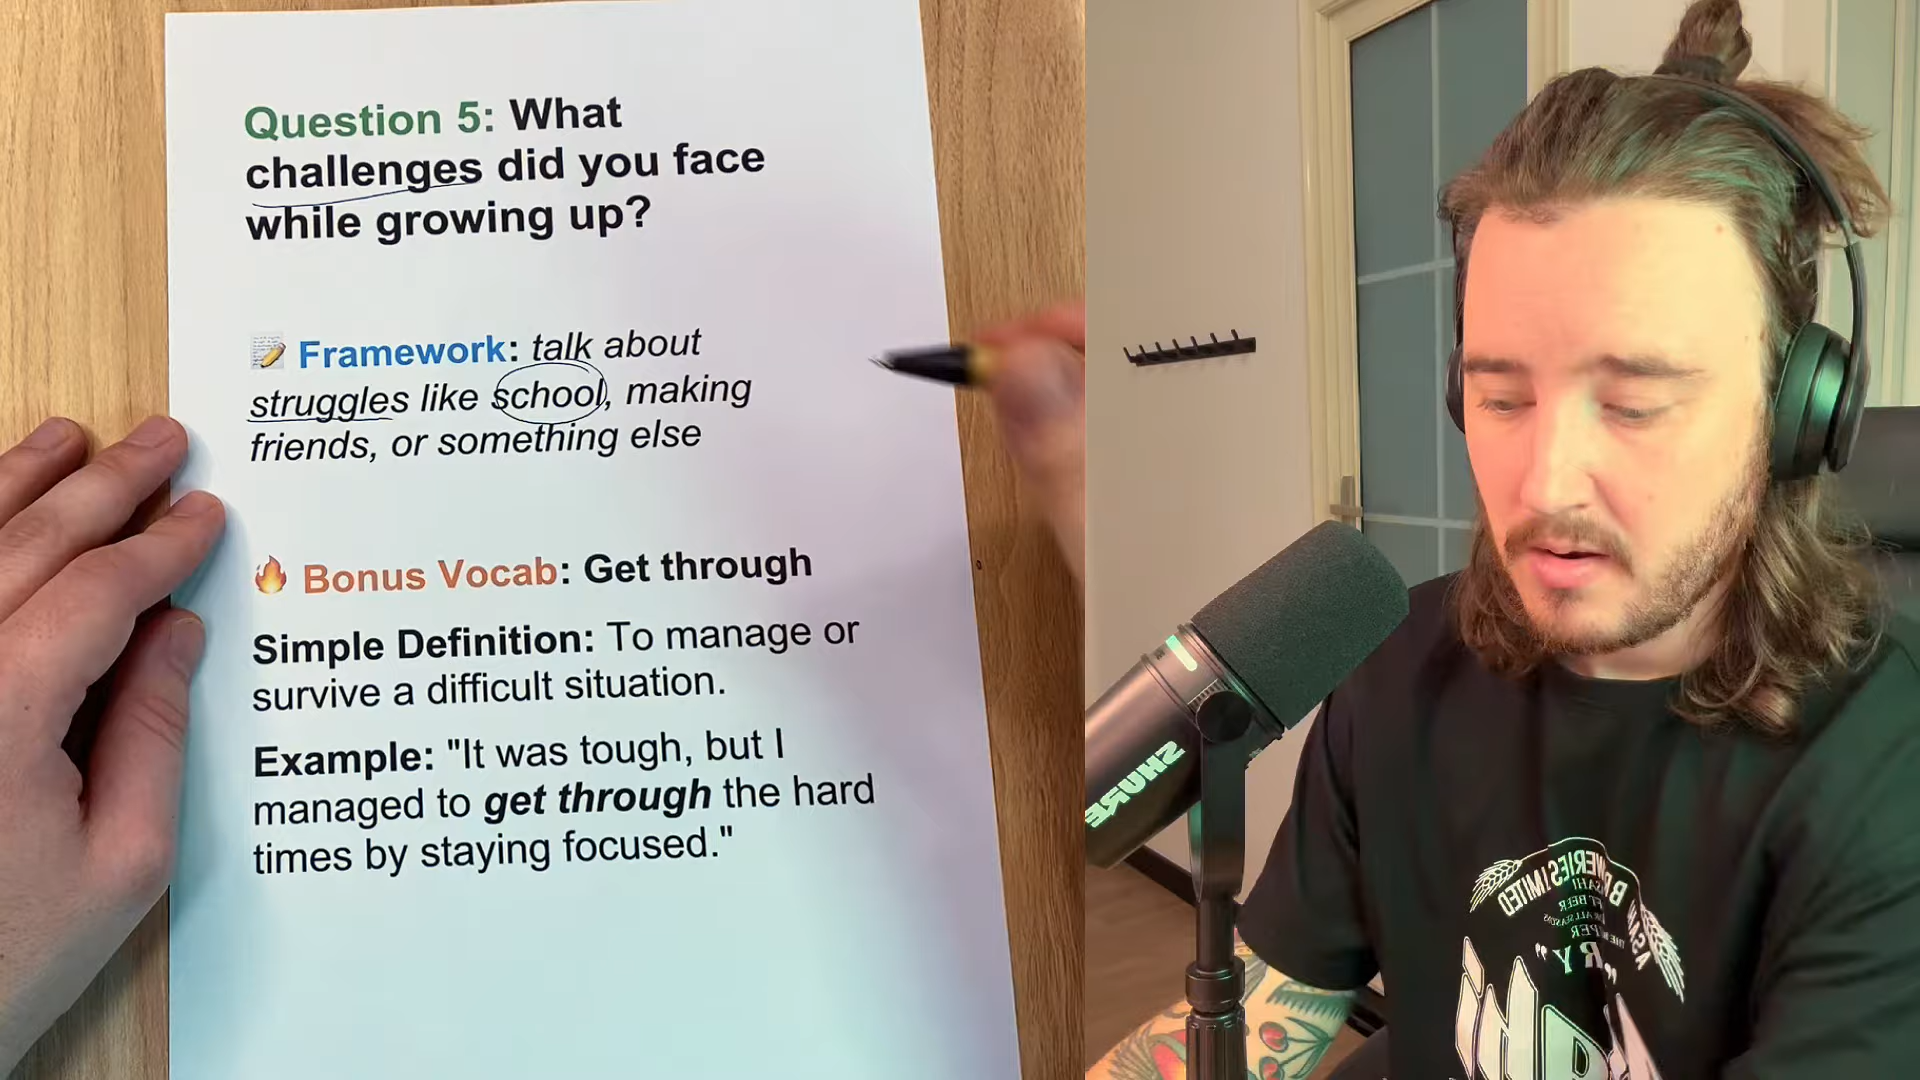 Question 5: What
challenges did you face
while growing up?
Framework: talk about
struggles like school, making
friends, or something else
Bonus Vocab: Get through
Simple Definition: To manage or
survive a difficult situation.
Example: "It was tough, but I
managed to get through the hard
times by staying focused."
SHURE